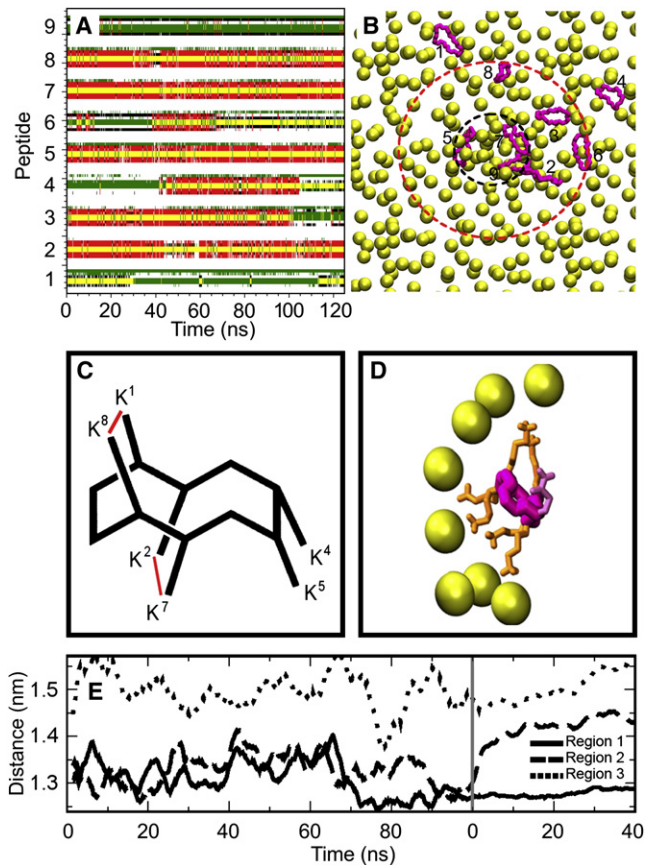 A
Peptide
9
8
7
6
5
4
3
2
1
0 20 40 60 80 100 120
Time (ns)
B
1
8
4
3
5
7
6
9
2
C
K1
K8
K2
K7
K4
K5
D
E
Distance (nm)
1.5
1.4
1.3
Region 1
Region 2
Region 3
0 20 40 60 80 0 20 40
Time (ns)